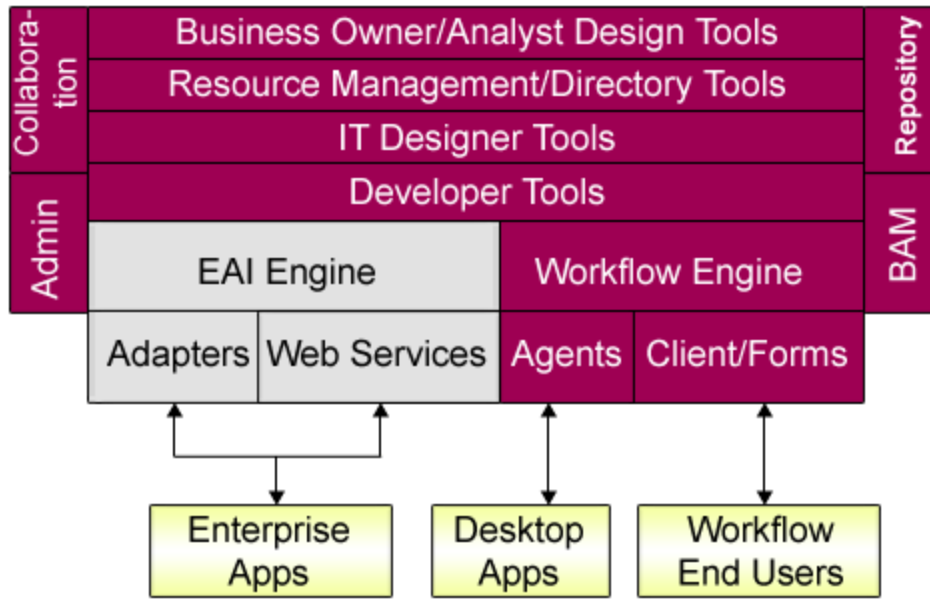 Collabora-
tion
Business Owner/Analyst Design Tools
Repository
Resource Management/Directory Tools
IT Designer Tools
Developer Tools
Admin
EAI Engine
Workflow Engine
BAM
Adapters
Web Services
Agents
Client/Forms
Enterprise
Apps
Desktop
Apps
Workflow
End Users